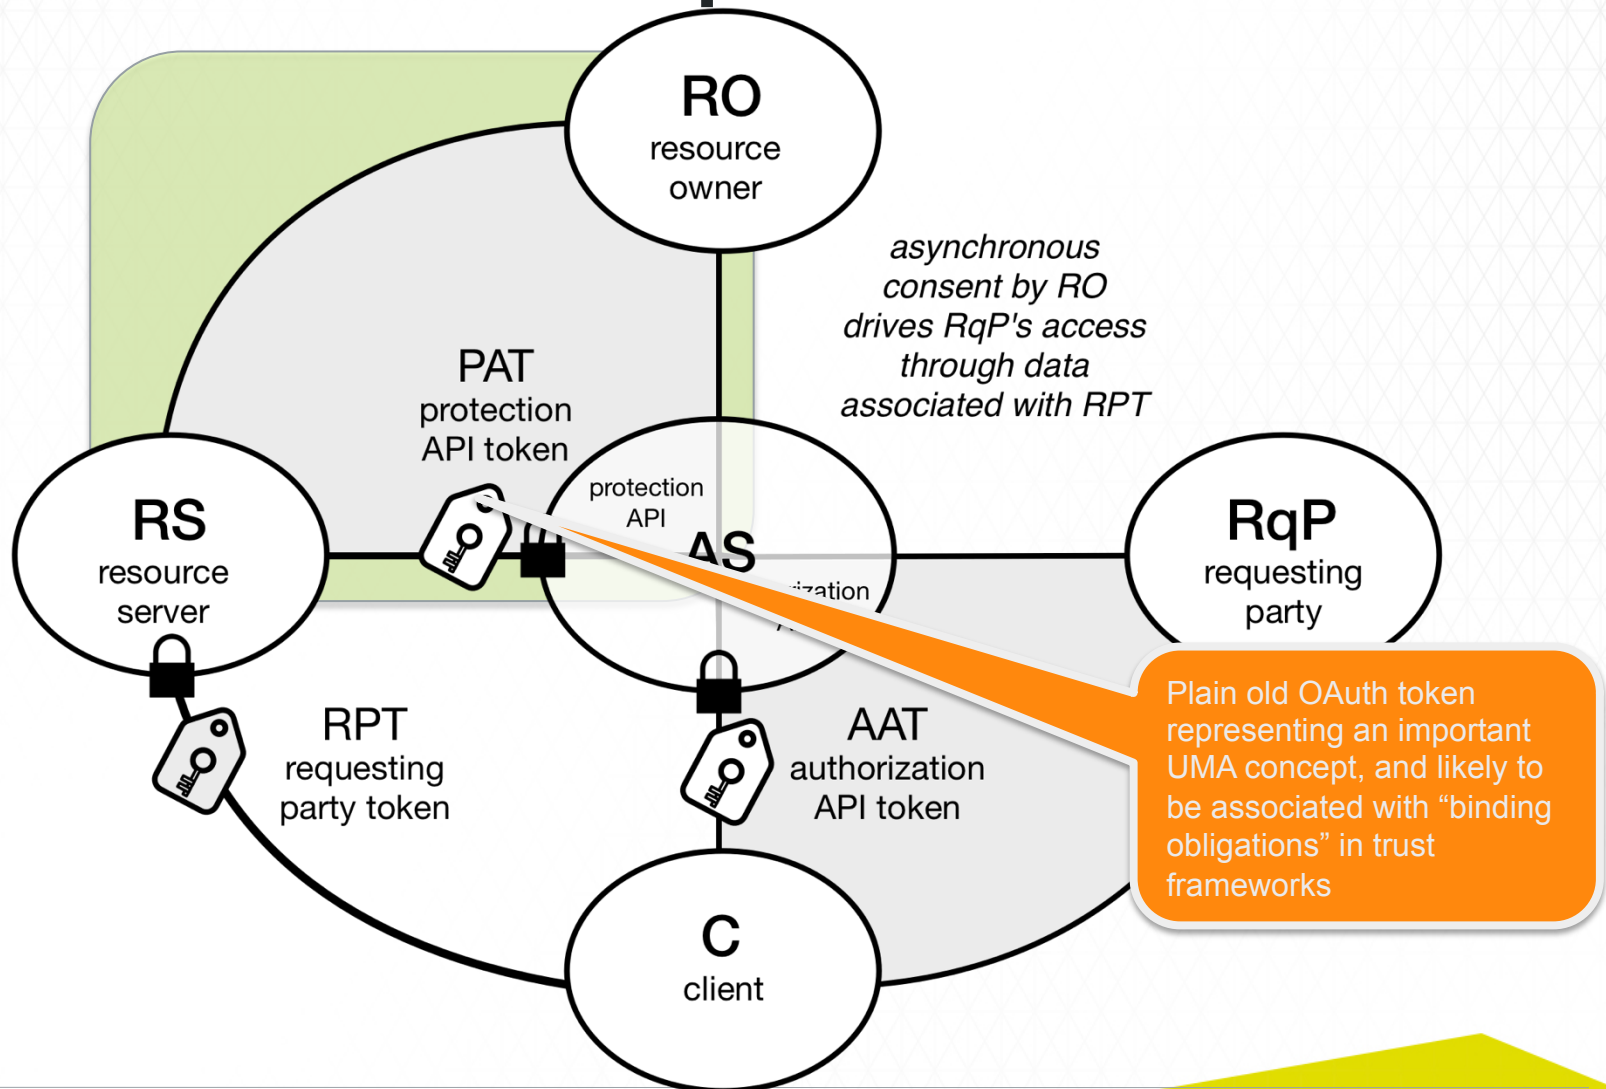 RO
resource
owner
asynchronous
consent by RO
drives RqP's access
through data
associated with RPT
PAT
protection
API token
protection
API
AS
RS
resource
server
RqP
requesting
party
RPT
requesting
party token
AAT
authorization
API token
Plain old OAuth token
representing an important
UMA concept, and likely to
be associated with “binding
obligations” in trust
frameworks
C
client